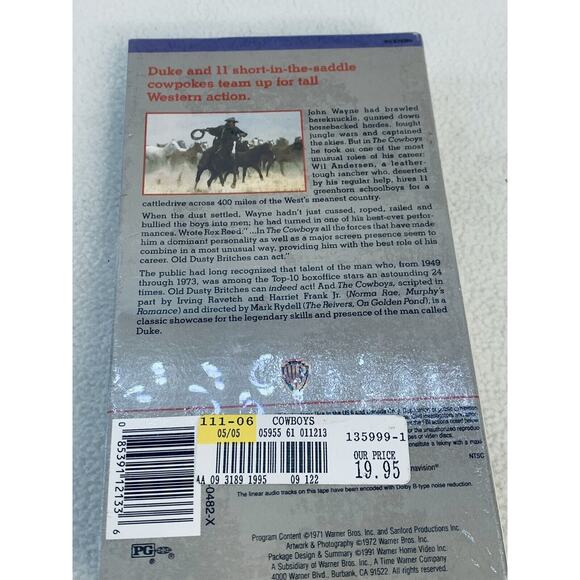 WESTERN
Duke and 11 short-in-the-saddle
cowpokes team up for tall
Western action.
John Wayne had brawled
bareknuckle, gunned down
horsebacked hordes, fought
jungle wars and captained
the skies. But in The Cowboys
he took on one of the most
unusual roles of his career:
Wil Andersen, a leather-
tough rancher who, deserted
by his regular help, hires 11
greenhorn schoolboys for a
cattledrive across 400 miles of the West's meanest country.
When the dust settled, Wayne hadn't just cussed, roped, railed and
bullied the boys into men; he had turned in one of his best-ever perfor-
mances. Wrote Rex Reed: "...In The Cowboys all the forces that have made
him a dominant personality as well as a major screen presence seem to
combine in a most unusual way, providing him with the best role of his
career. Old Dusty Britches can act."
The public had long recognized that talent of the man who, from 1949
through 1973, was among the Top-10 boxoffice stars an astounding 24
times. Old Dusty Britches can indeed act! And The Cowboys, scripted in
part by Irving Ravetch and Harriet Frank Jr. (Norma Rae, Murphy's
Romance) and directed by Mark Rydell (The Reivers, On Golden Pond), is a
classic showcase for the legendary skills and presence of the man called
Duke.
WB
111-06 COWBOYS
05/05 05955 61 011213
135999-1
OUR PRICE
19.95
AA 09 3189 1995 09 122
0 85391 12133 6
0482-X
NTSC
The linear audio tracks on this tape have been encoded with Dolby B-type noise reduction.
PG
Program Content ©1971 Warner Bros. Inc. and Sanford Productions Inc.
Artwork & Photography ©1972 Warner Bros. Inc.
Package Design & Summary ©1991 Warner Home Video Inc.
A Subsidiary of Warner Bros. Inc., A Time Warner Company
4000 Warner Blvd., Burbank, CA 91522. All rights reserved.